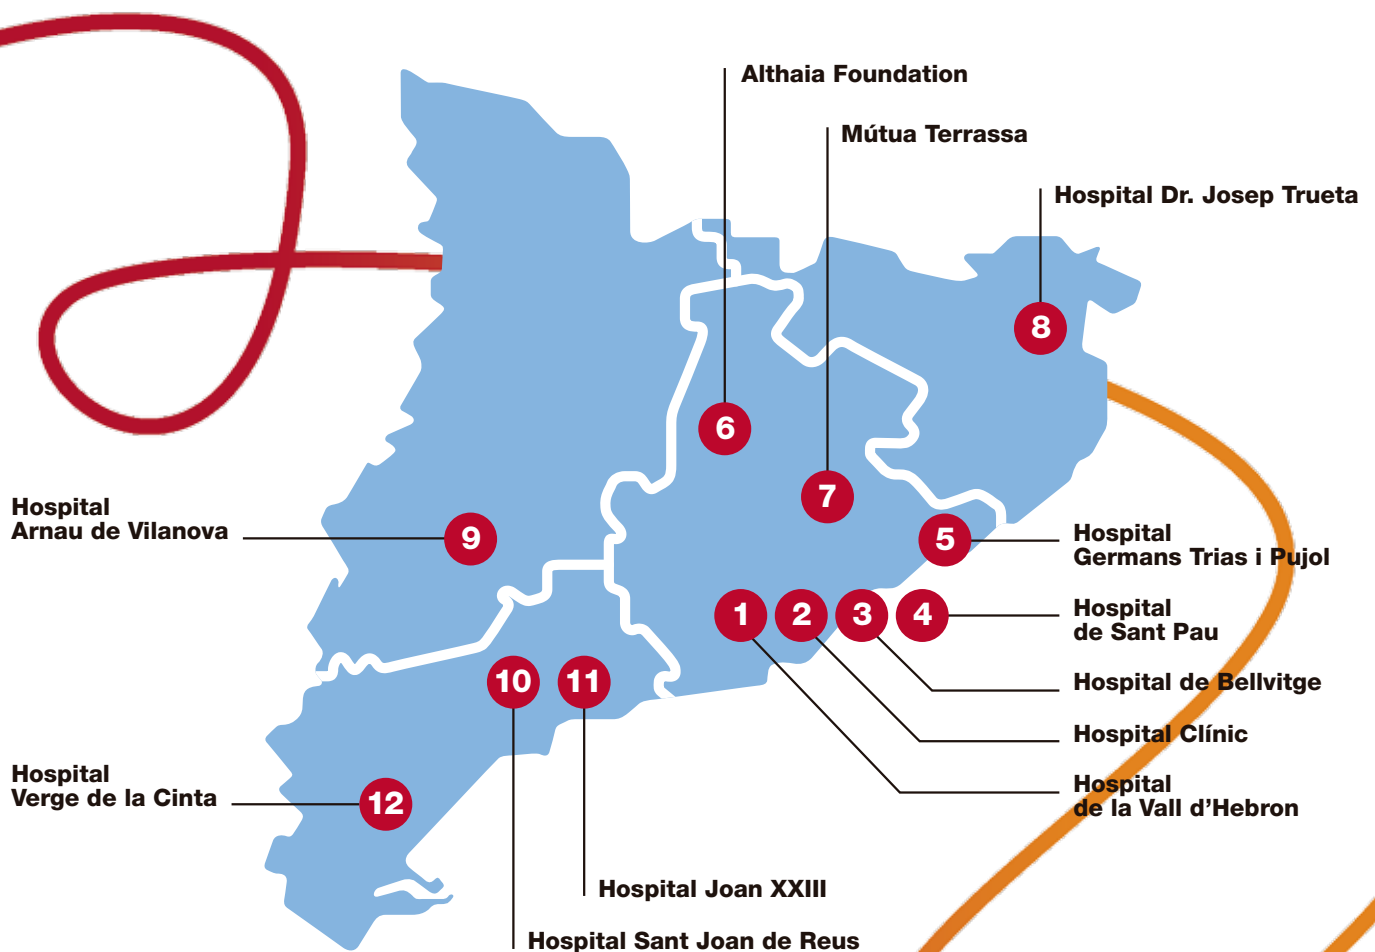 Althaia Foundation
Mútua Terrassa
Hospital Dr. Josep Trueta
8
6
7
Hospital
Arnau de Vilanova
9
5
Hospital
Germans Trias i Pujol
1
2
3
4
Hospital
de Sant Pau
10
11
Hospital de Bellvitge
Hospital Clínic
Hospital
Verge de la Cinta
12
Hospital
de la Vall d’Hebron
Hospital Joan XXIII
Hospital Sant Joan de Reus